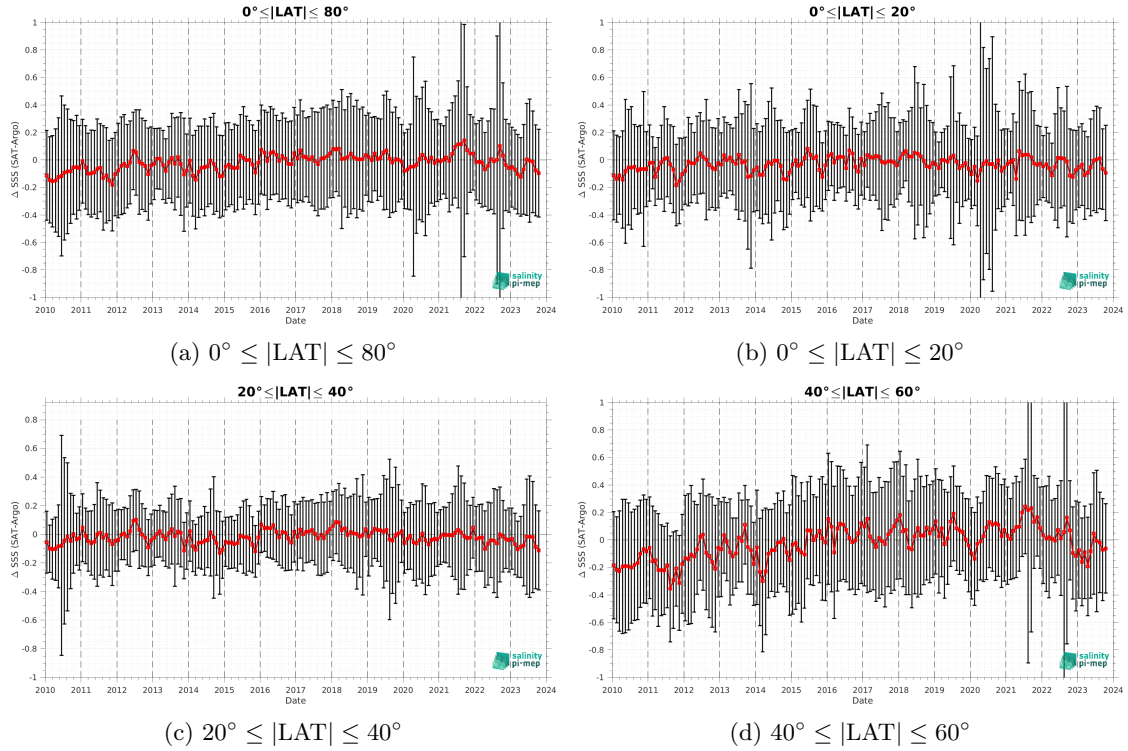 0°≤|LAT|≤ 80°
Δ SSS (SAT-Argo)
1
0.8
0.6
0.4
0.2
0
-0.2
-0.4
-0.6
-0.8
-1
salinity
pi-mep
2010 2011 2012 2013 2014 2015 2016 2017 2018 2019 2020 2021 2022 2023 2024
Date
(a) 0° ≤ |LAT| ≤ 80°
0°≤|LAT|≤ 20°
Δ SSS (SAT-Argo)
1
0.8
0.6
0.4
0.2
0
-0.2
-0.4
-0.6
-0.8
-1
salinity
pi-mep
2010 2011 2012 2013 2014 2015 2016 2017 2018 2019 2020 2021 2022 2023 2024
Date
(b) 0° ≤ |LAT| ≤ 20°
20°≤|LAT|≤ 40°
Δ SSS (SAT-Argo)
0.8
0.6
0.4
0.2
0
-0.2
-0.4
-0.6
-0.8
-1
salinity
pi-mep
2010 2011 2012 2013 2014 2015 2016 2017 2018 2019 2020 2021 2022 2023 2024
Date
(c) 20° ≤ |LAT| ≤ 40°
40°≤|LAT|≤ 60°
Δ SSS (SAT-Argo)
1
0.8
0.6
0.4
0.2
0
-0.2
-0.4
-0.6
-0.8
-1
salinity
pi-mep
2010 2011 2012 2013 2014 2015 2016 2017 2018 2019 2020 2021 2022 2023 2024
Date
(d) 40° ≤ |LAT| ≤ 60°